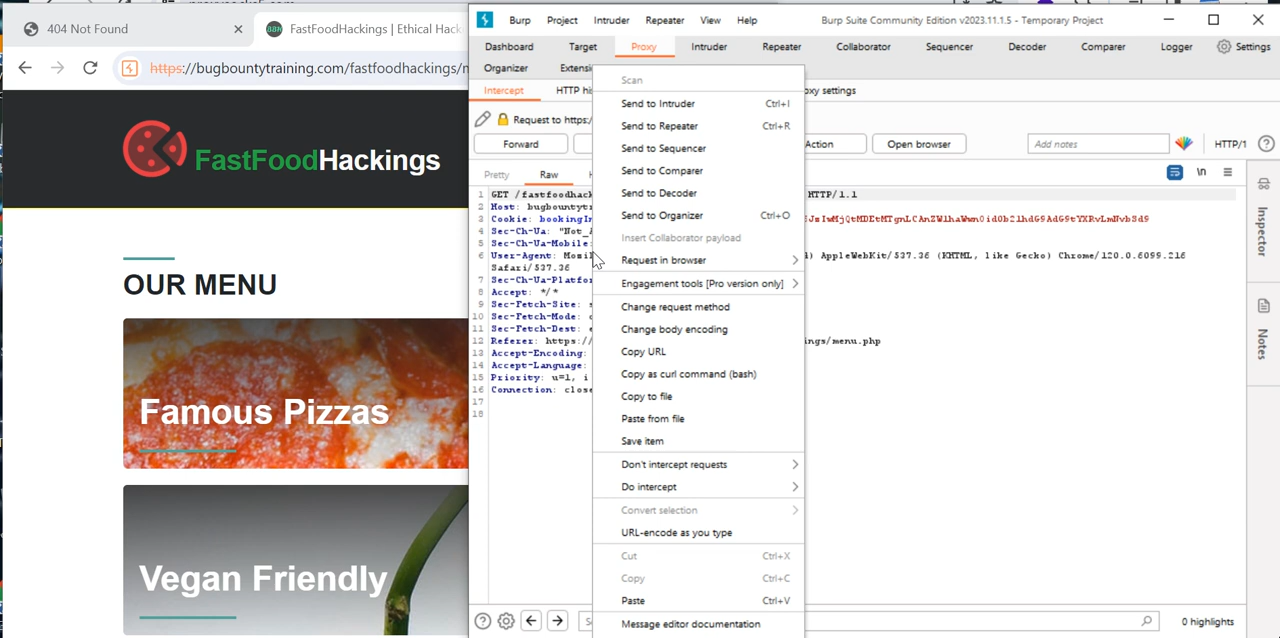 404 Not Found
FastFoodHackings | Ethical Hack
https://bugbountytraining.com/fastfoodhackings/m
FastFoodHackings
OUR MENU
Famous Pizzas
Vegan Friendly
Burp Project Intruder Repeater View Help Burp Suite Community Edition v2023.11.1.5 - Temporary Project
Dashboard Target Proxy Intruder Repeater Collaborator Sequencer Decoder Comparer Logger Settings
Organizer Extensi
Intercept HTTP his oxy settings
Request to https:/
Forward Action Open browser Add notes HTTP/1
Pretty Raw H \n
1 GET /fastfoodhack HTTP/1.1
2 Host: bugbountytr
3 Cookie: bookingIn
4 Sec-Ch-Ua: "Not_A
5 Sec-Ch-Ua-Mobile:
6 User-Agent: Mozil AppleWebKit/537.36 (KHTML, like Gecko) Chrome/120.0.6099.216
Safari/537.36
7 Sec-Ch-Ua-Platfor
8 Accept: */*
9 Sec-Fetch-Site: s
10 Sec-Fetch-Mode: c
11 Sec-Fetch-Dest: e
12 Referer: https:// ngs/menu.php
13 Accept-Encoding:
14 Accept-Language:
15 Priority: u=1, i
16 Connection: close
17
18
Scan
Send to Intruder Ctrl+I
Send to Repeater Ctrl+R
Send to Sequencer
Send to Comparer
Send to Decoder
Send to Organizer Ctrl+O
Insert Collaborator payload
Request in browser
Engagement tools [Pro version only]
Change request method
Change body encoding
Copy URL
Copy as curl command (bash)
Copy to file
Paste from file
Save item
Don't intercept requests
Do intercept
Convert selection
URL-encode as you type
Cut Ctrl+X
Copy Ctrl+C
Paste Ctrl+V
Message editor documentation
Inspector
Notes
0 highlights